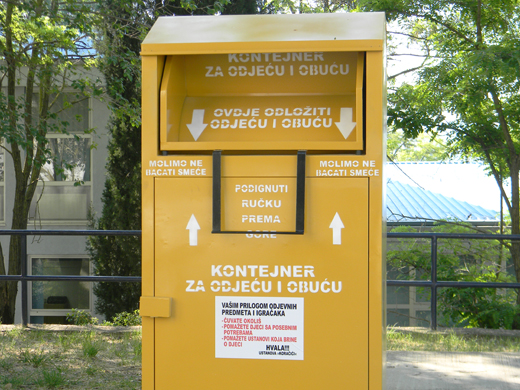 KONTEJNER
ZA ODJEĆU I OBUĆU
OVDJE ODLOŽITI
ODJEĆU I OBUĆU
MOLIMO NE
BACATI SMEĆE
MOLIMO NE
BACATI SMEĆE
PODIGNUTI
RUČKU
PREMA
GORE
KONTEJNER
ZA ODJEĆU I OBUĆU
VAŠIM PRILOGOM ODJEVNIH
PREDMETA I IGRAČAKA
-ČUVATE OKOLIŠ
-POMAŽETE DJECI SA POSEBNIM
POTREBAMA
-POMAŽETE USTANOVI KOJA BRINE
O DJECI
HVALA!!!
USTANOVA «KORAČIĆI»